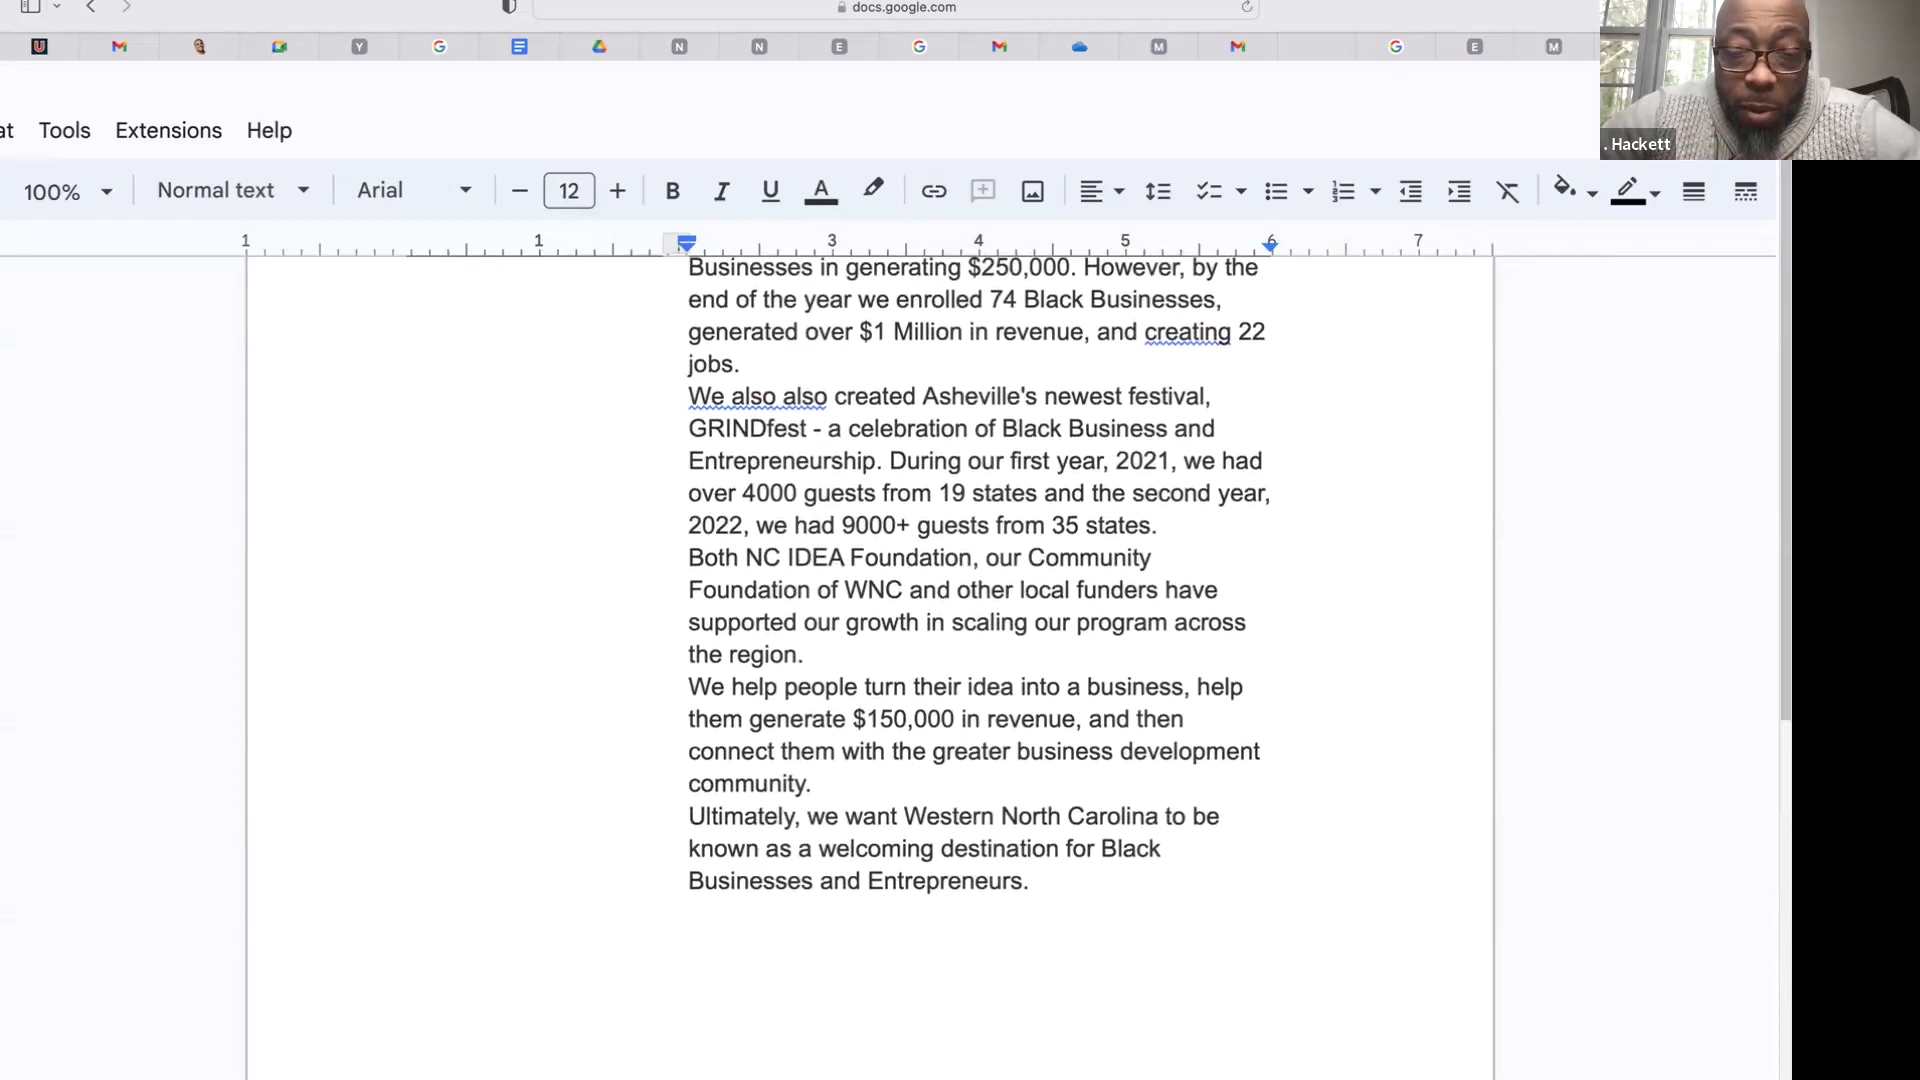 docs.google.com
U Y G N N E G M G E M
at Tools Extensions Help
. Hackett
100% Normal text Arial 12 B I U A
1 1 3 4 5 6 7
Businesses in generating $250,000. However, by the
end of the year we enrolled 74 Black Businesses,
generated over $1 Million in revenue, and creating 22
jobs.
We also also created Asheville's newest festival,
GRINDfest - a celebration of Black Business and
Entrepreneurship. During our first year, 2021, we had
over 4000 guests from 19 states and the second year,
2022, we had 9000+ guests from 35 states.
Both NC IDEA Foundation, our Community
Foundation of WNC and other local funders have
supported our growth in scaling our program across
the region.
We help people turn their idea into a business, help
them generate $150,000 in revenue, and then
connect them with the greater business development
community.
Ultimately, we want Western North Carolina to be
known as a welcoming destination for Black
Businesses and Entrepreneurs.